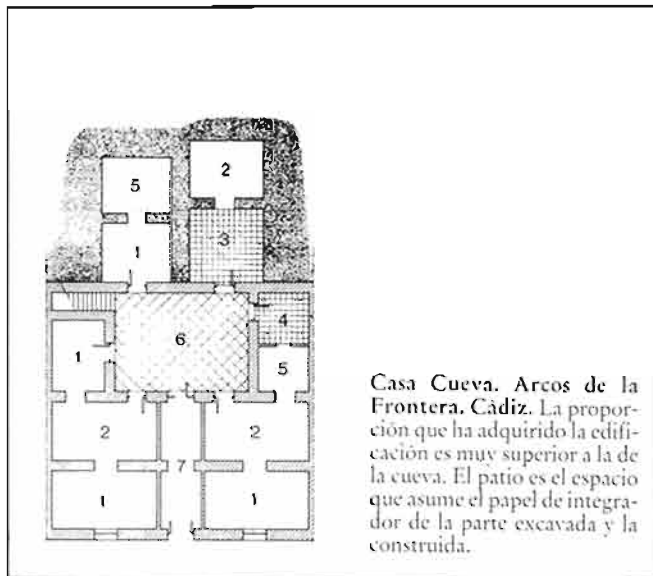 5
2
1
3
4
6
1
5
2
2
7
1
1
Casa Cueva. Arcos de la
Frontera. Cádiz. La propor-
ción que ha adquirido la edifi-
cación es muy superior a la de
la cueva. El patio es el espacio
que asume el papel de integra-
dor de la parte excavada y la
construida.